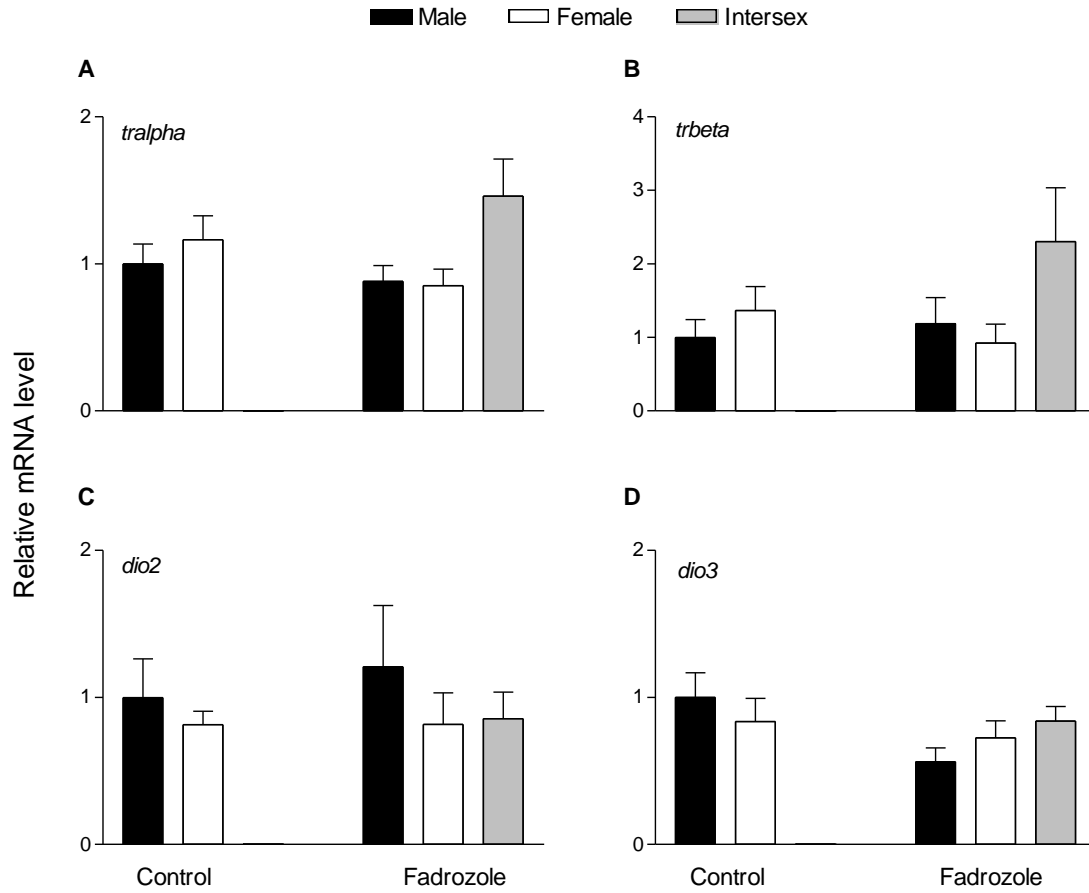 Male Female Intersex
A
B
2
1
0
tralpha
4
3
2
1
0
trbeta
Relative mRNA level
C
D
2
1
0
dio2
2
1
0
dio3
Control Fadrozole
Control Fadrozole